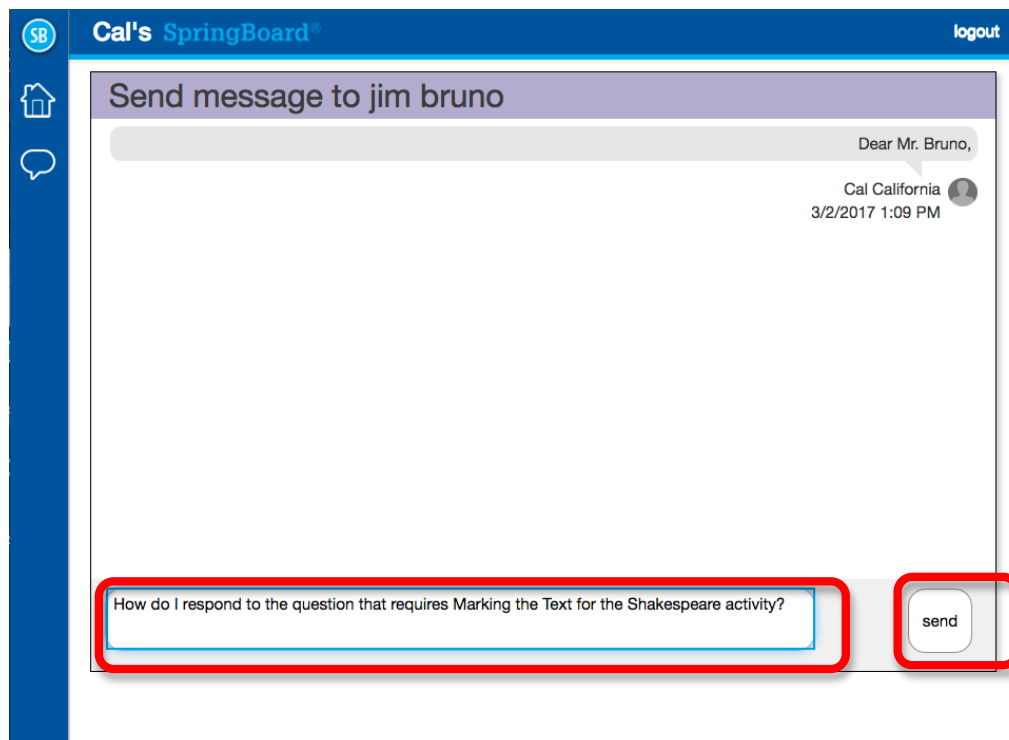 SB
Cal's SpringBoard®
logout
Send message to jim bruno
Dear Mr. Bruno,
Cal California
3/2/2017 1:09 PM
How do I respond to the question that requires Marking the Text for the Shakespeare activity?
send